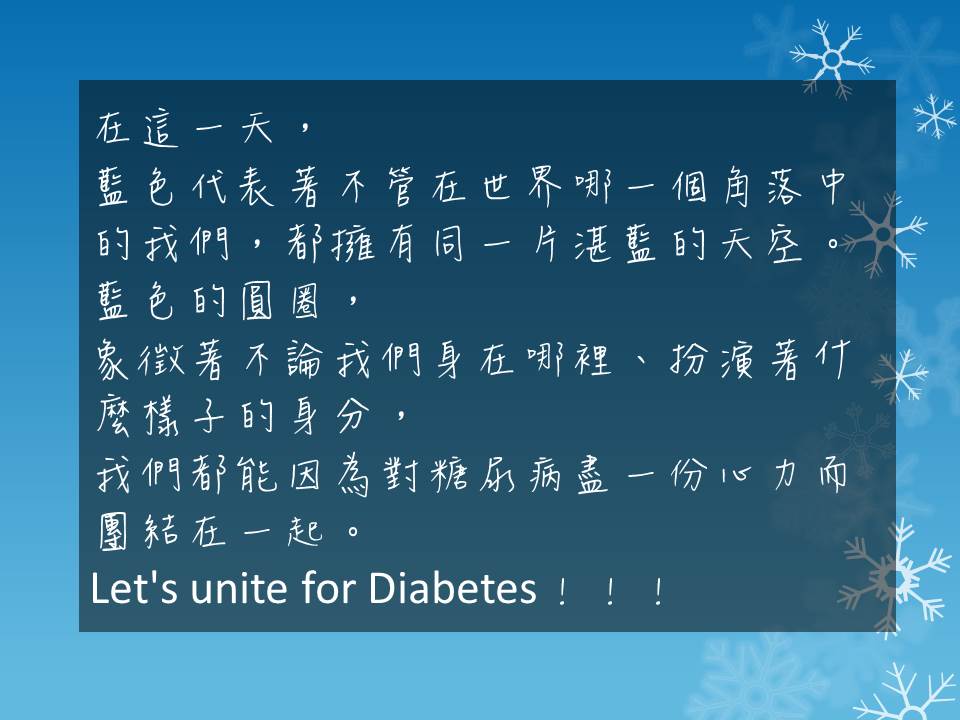 在這一天，
藍色代表著不管在世界哪一個角落中
的我們，都擁有同一片湛藍的天空。
藍色的圓圈，
象徵著不論我們身在哪裡、扮演著什
麼樣子的身分，
我們都能因為對糖尿病盡一份心力而
團結在一起。
Let's unite for Diabetes！！！